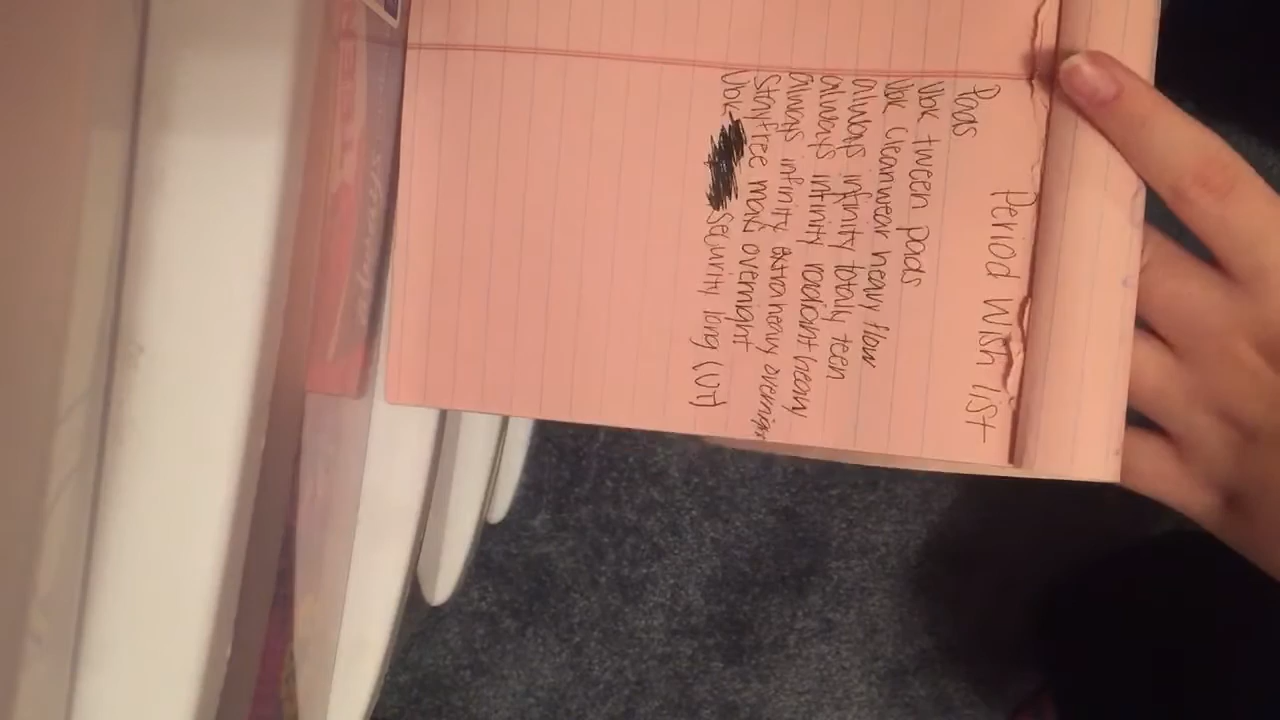 Period Wish list
Pads
Ubk tween pads
Ubk Cleanwear heavy flow
always infinity totally teen
always infinity radiant heavy
always infinity extra heavy overnight
Stayfree maxi overnight
Ubk Security long (U7)